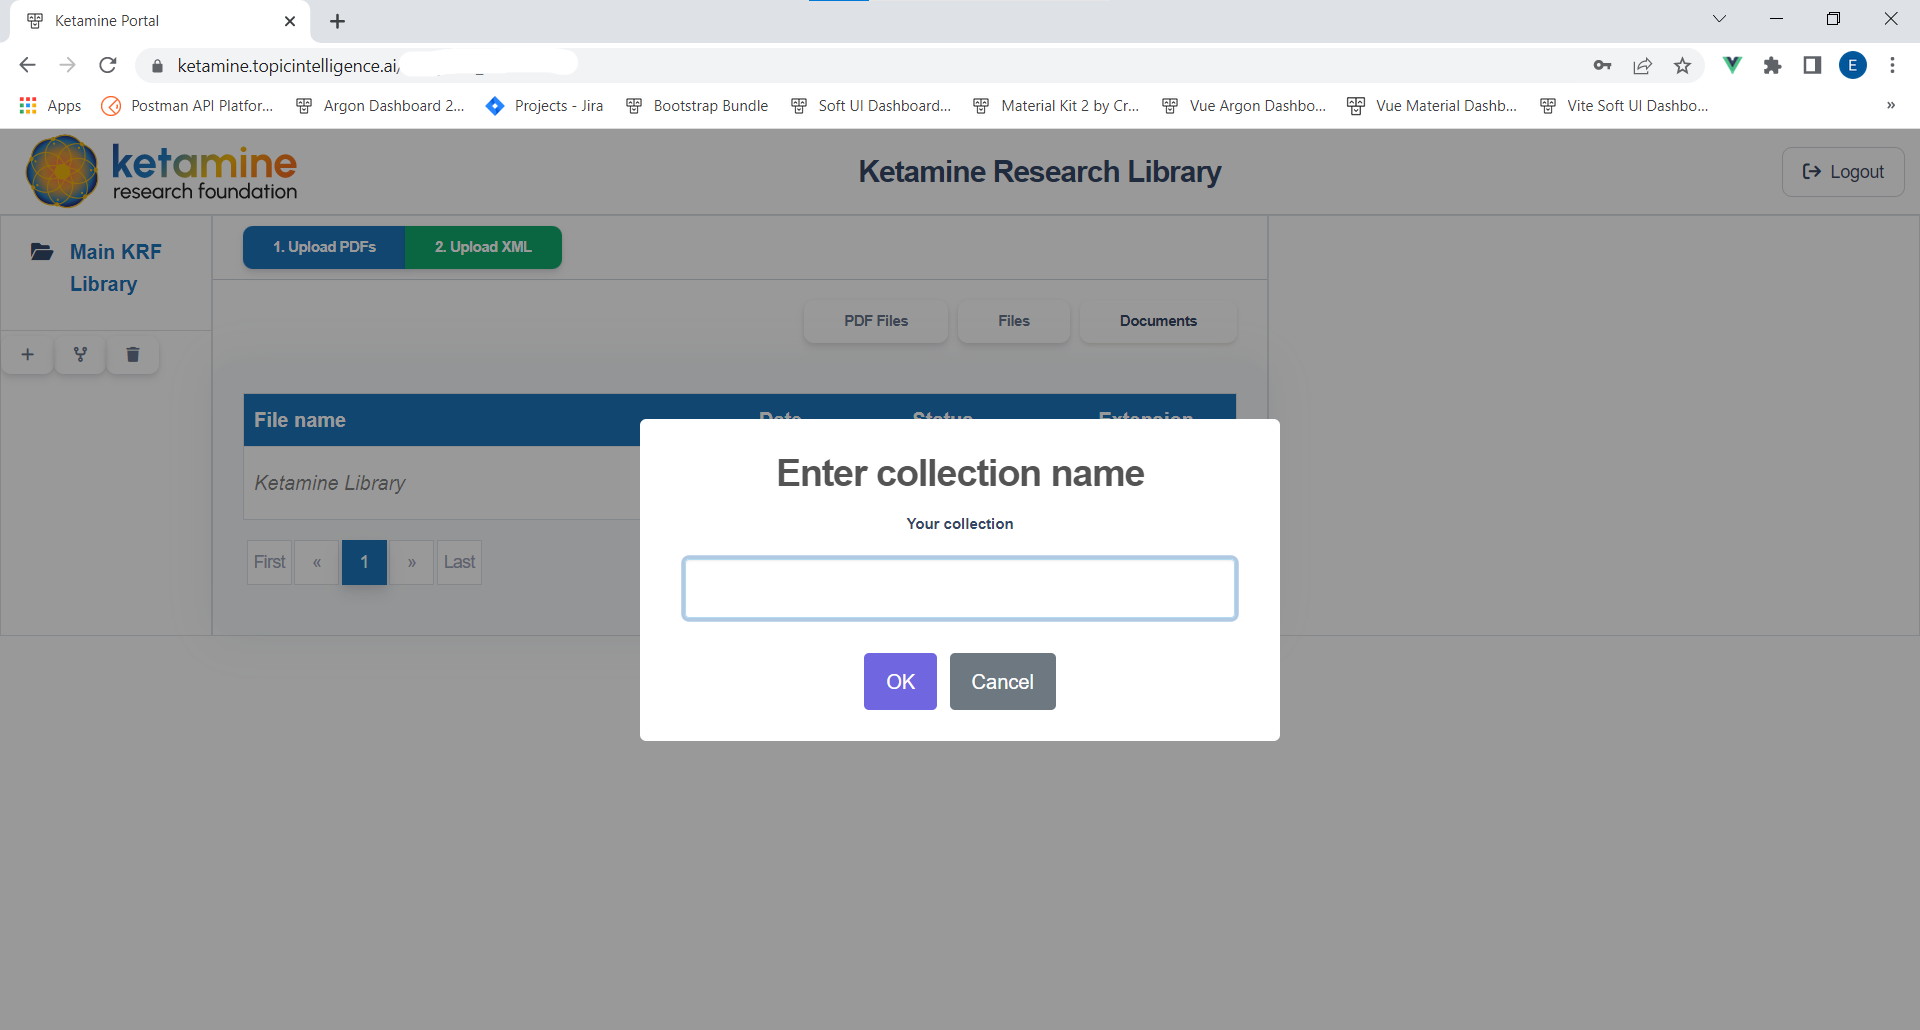 Ketamine Portal
ketamine.topicintelligence.ai/
E
Apps
Postman API Platfor...
Argon Dashboard 2...
Projects - Jira
Bootstrap Bundle
Soft UI Dashboard...
Material Kit 2 by Cr...
Vue Argon Dashbo...
Vue Material Dashb...
Vite Soft UI Dashbo...
»
ketamine
research foundation
Ketamine Research Library
Logout
Main KRF
Library
1. Upload PDFs
2. Upload XML
PDF Files
Files
Documents
File name
Date
Status
Extension
Ketamine Library
First
«
1
»
Last
Enter collection name
Your collection
OK
Cancel